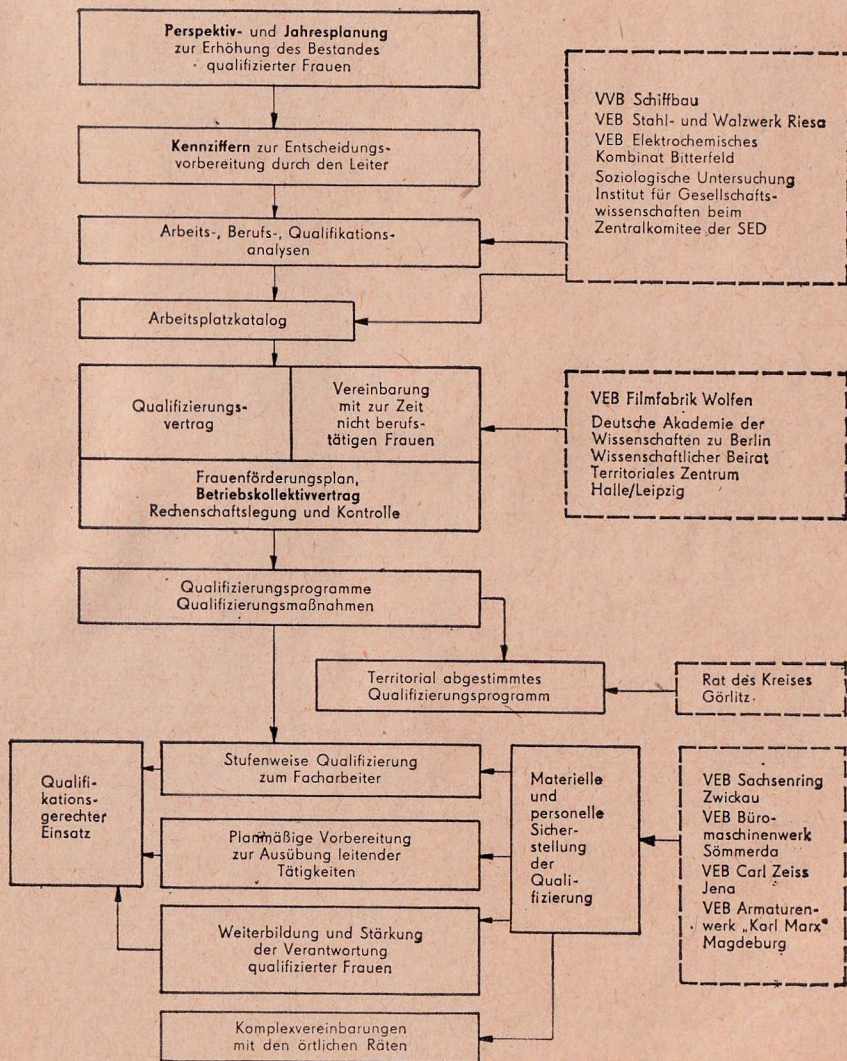 Perspektiv- und Jahresplanung
zur Erhöhung des Bestandes
qualifizierter Frauen
Kennziffern zur Entscheidungs-
vorbereitung durch den Leiter
Arbeits-, Berufs-, Qualifikations-
analysen
Arbeitsplatzkatalog
VVB Schiffbau
VEB Stahl- und Walzwerk Riesa
VEB Elektrochemisches
Kombinat Bitterfeld
Soziologische Untersuchung
Institut für Gesellschafts-
wissenschaften beim
Zentralkomitee der SED
Qualifizierungs-
vertrag
Vereinbarung
mit zur Zeit
nicht berufs-
tätigen Frauen
Frauenförderungsplan,
Betriebskollektivvertrag
Rechenschaftslegung und Kontrolle
VEB Filmfabrik Wolfen
Deutsche Akademie der
Wissenschaften zu Berlin
Wissenschaftlicher Beirat
Territoriales Zentrum
Halle/Leipzig
Qualifizierungsprogramme
Qualifizierungsmaßnahmen
Territorial abgestimmtes
Qualifizierungsprogramm
Rat des Kreises
Görlitz
Qualifi-
kations-
gerechter
Einsatz
Stufenweise Qualifizierung
zum Facharbeiter
Planmäßige Vorbereitung
zur Ausübung leitender
Tätigkeiten
Weiterbildung und Stärkung
der Verantwortung
qualifizierter Frauen
Komplexvereinbarungen
mit den örtlichen Räten
Materielle
und
personelle
Sicher-
stellung
der
Quali-
fizierung
VEB Sachsenring
Zwickau
VEB Büro-
maschinenwerk
Sömmerda
VEB Carl Zeiss
Jena
VEB Armaturen-
werk „Karl Marx"
Magdeburg